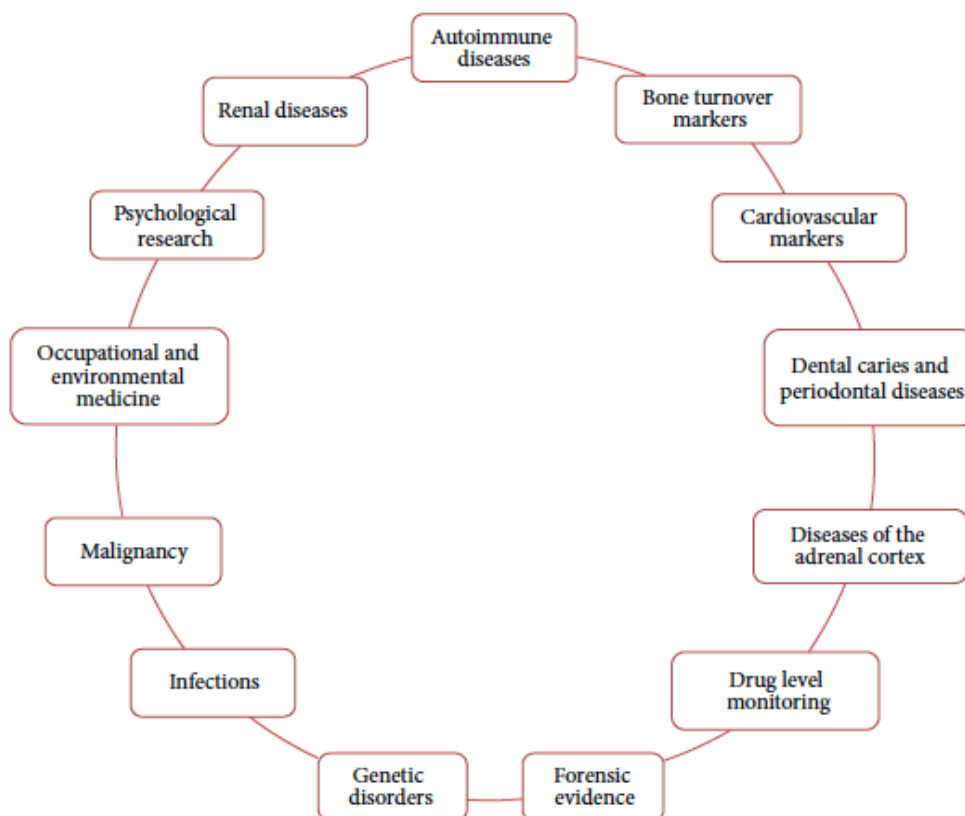 Autoimmune
diseases
Bone turnover
markers
Cardiovascular
markers
Dental caries and
periodontal diseases
Diseases of the
adrenal cortex
Drug level
monitoring
Forensic
evidence
Genetic
disorders
Infections
Malignancy
Occupational and
environmental
medicine
Psychological
research
Renal diseases